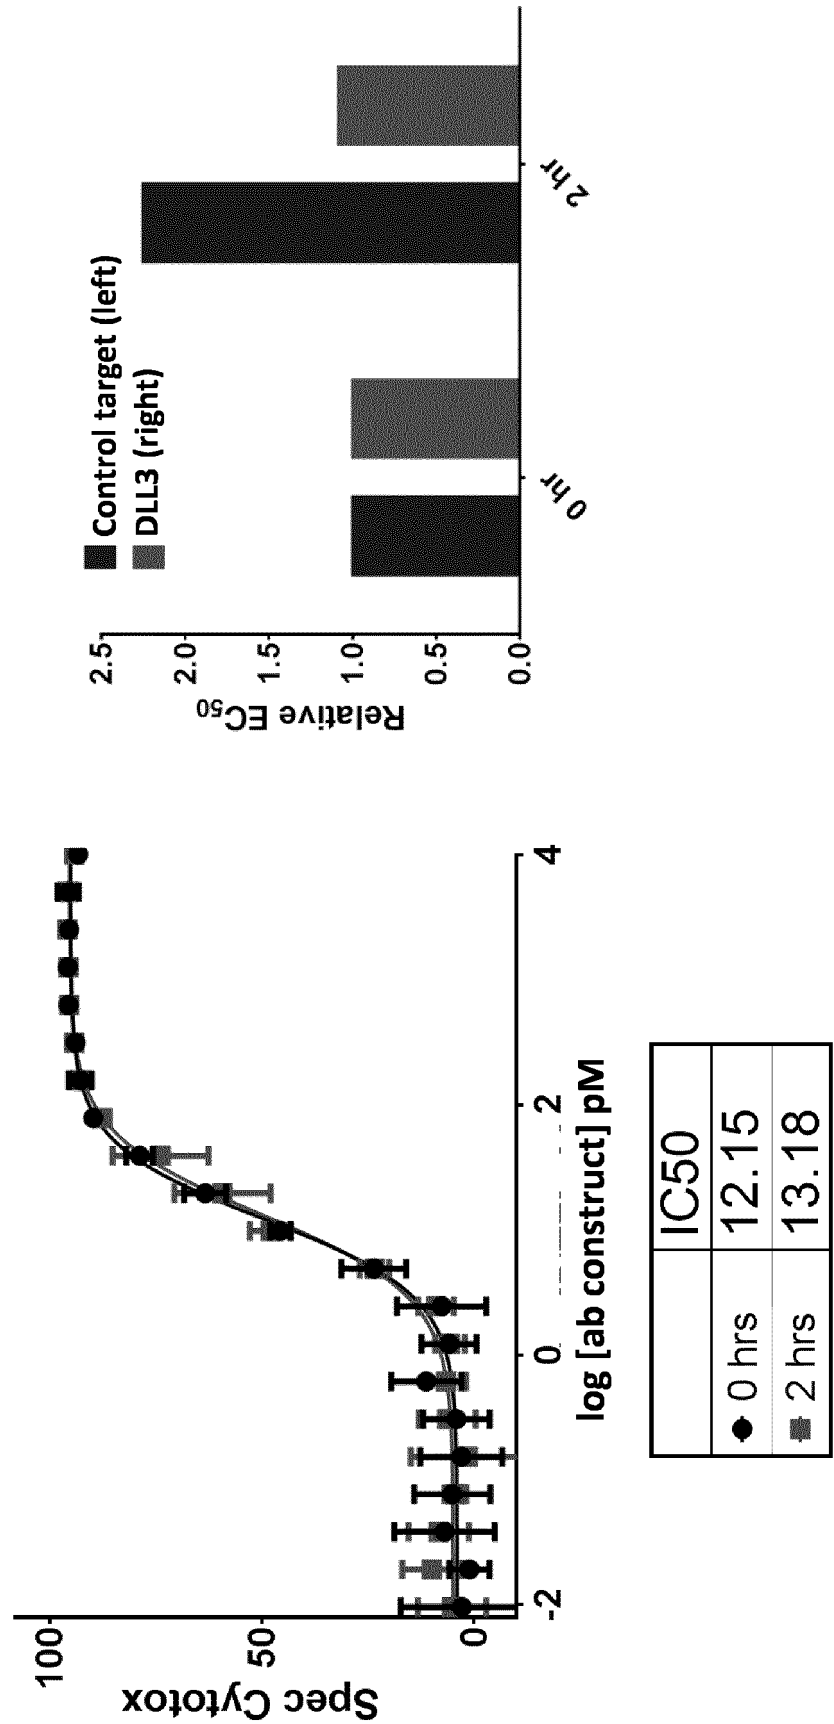 Spec Cytotox
100
50
0
-2
0
2
4
log [ab construct] pM
IC50
0 hrs 12.15
2 hrs 13.18
Relative EC50
2.5
2.0
1.5
1.0
0.5
0.0
Control target (left)
DLL3 (right)
0 hr
2 hr